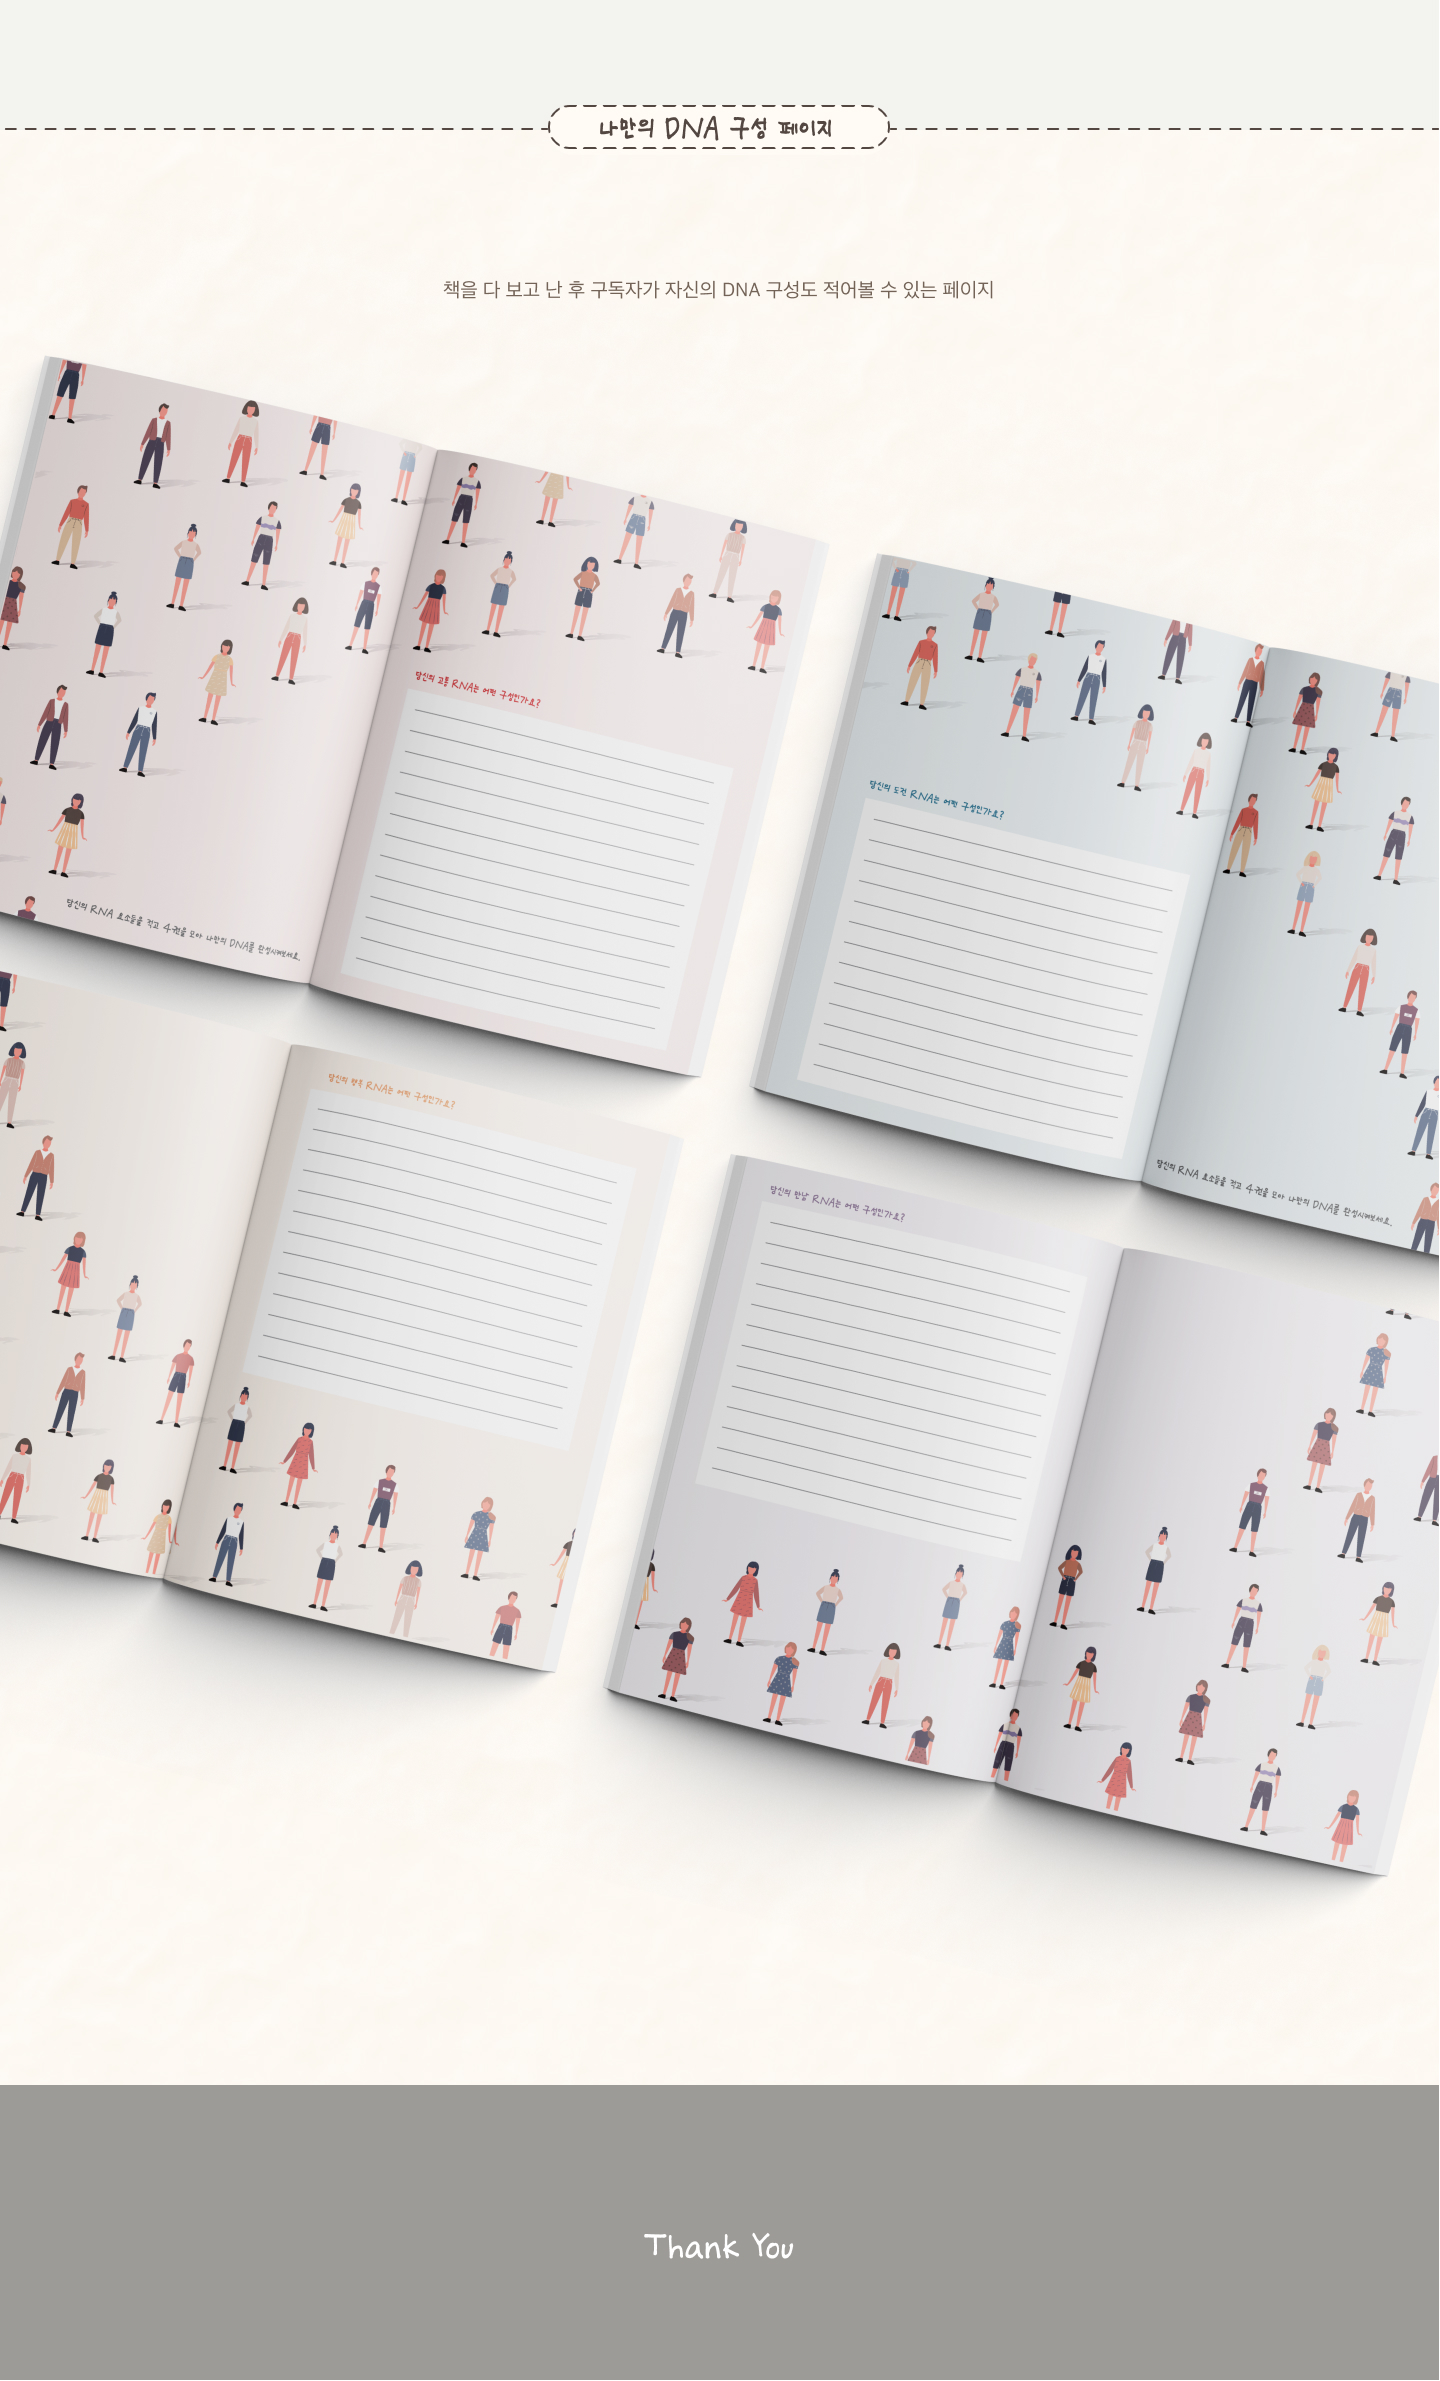 나만의 DNA 구성 페이지
책을 다 보고 난 후 구독자가 자신의 DNA 구성도 적어볼 수 있는 페이지
당신의 고통 RNA는 어떤 구성인가요?
당신의 RNA 요소들을 적고 4권을 모아 나만의 DNA를 완성시켜보세요.
당신의 도전 RNA는 어떤 구성인가요?
당신의 RNA 요소들을 적고 4권을 모아 나만의 DNA를 완성시켜보세요.
당신의 RNA는 어떤 구성인가요?
당신의 만남 RNA는 어떤 구성인가요?
Thank You